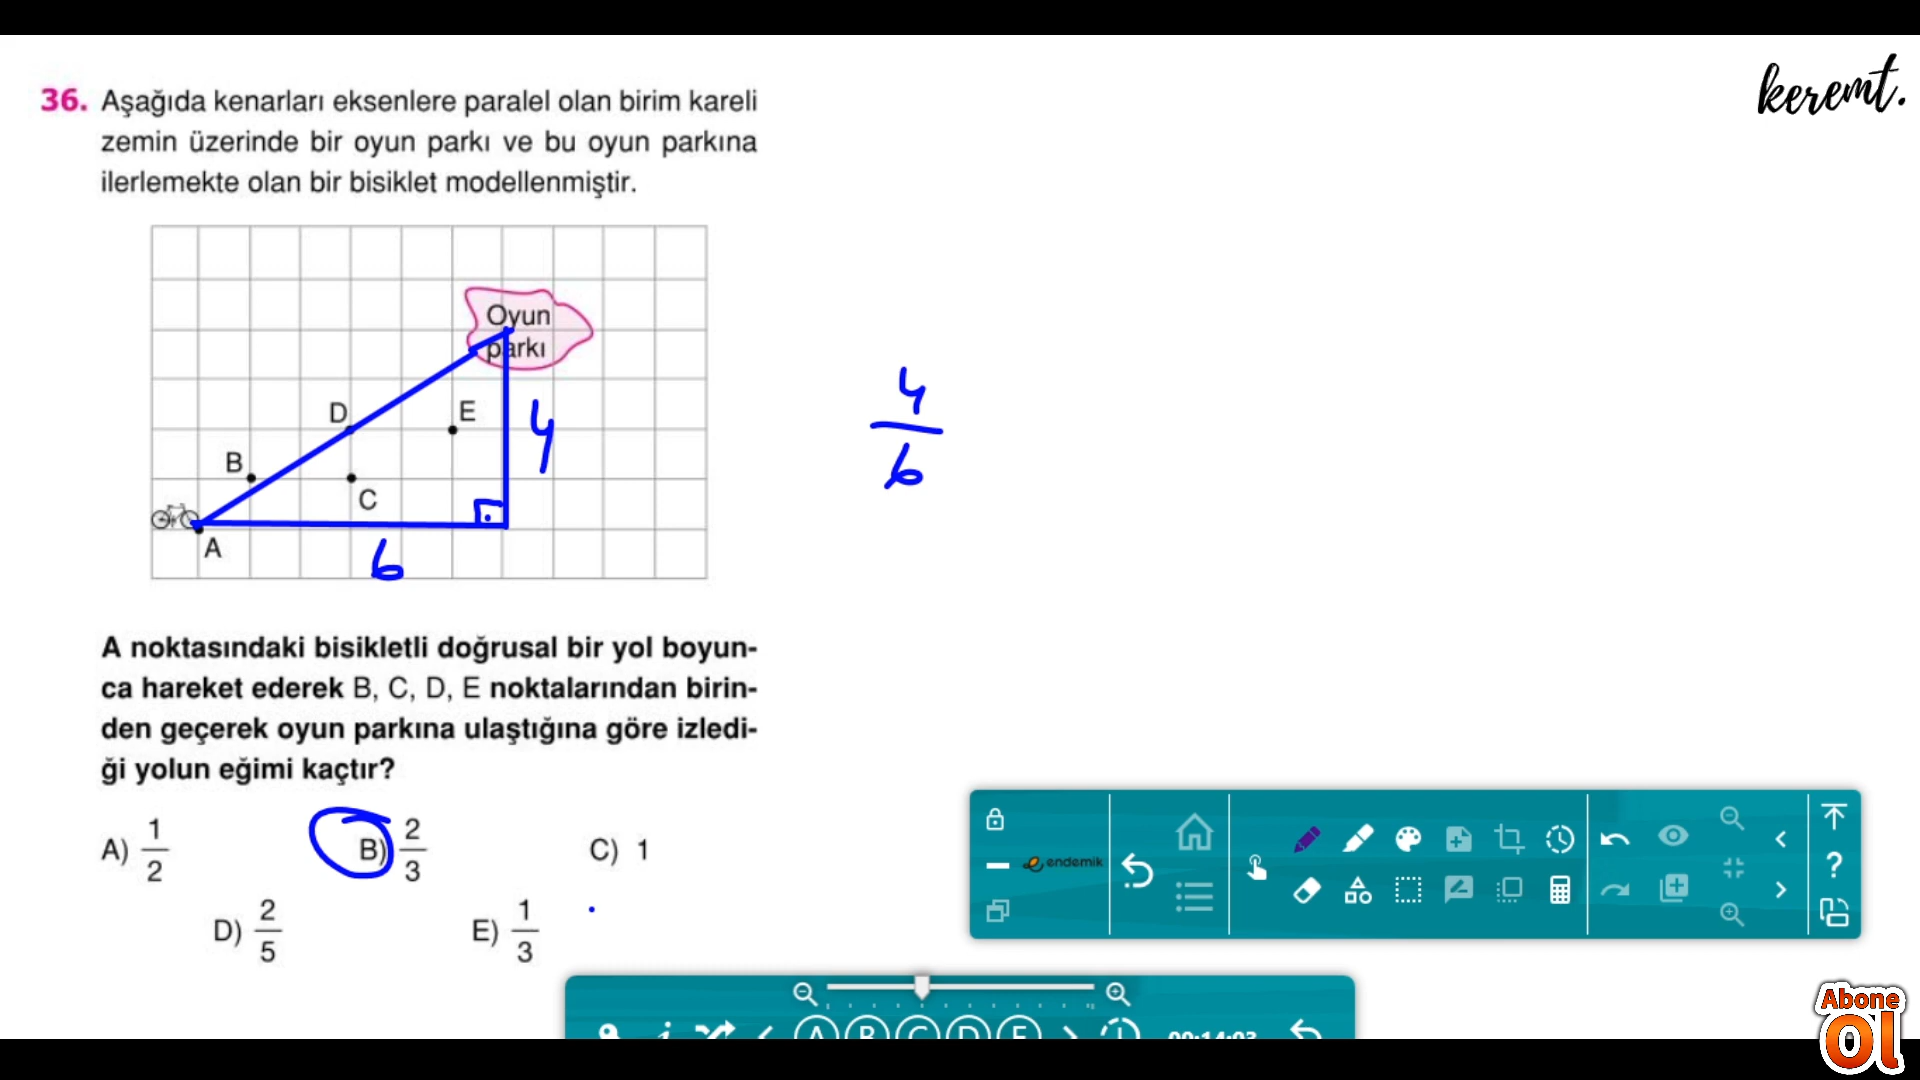 keremt.
36. Aşağıda kenarları eksenlere paralel olan birim kareli
zemin üzerinde bir oyun parkı ve bu oyun parkına
ilerlemekte olan bir bisiklet modellenmiştir.
Oyun
parkı
D
E
4
B
C
A
6
4
6
A noktasındaki bisikletli doğrusal bir yol boyun-
ca hareket ederek B, C, D, E noktalarından birin-
den geçerek oyun parkına ulaştığına göre izledi-
ği yolun eğimi kaçtır?
A) 1/2 B) 2/3 C) 1
D) 2/5 E) 1/3
endemik
?
A B C D E 00:14:03
Abone
Ol